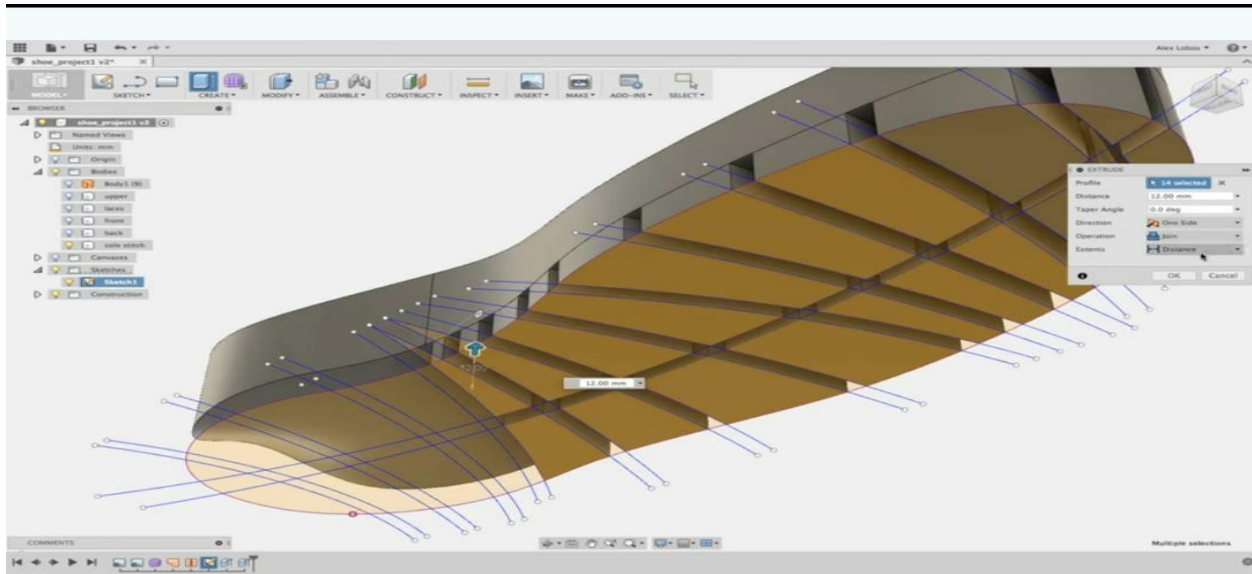 Alex Lobos
shoe_project1 v2*
MODEL
SKETCH
CREATE
MODIFY
ASSEMBLE
CONSTRUCT
INSPECT
INSERT
MAKE
ADD-INS
SELECT
BROWSER
shoe_project1 v2
Named Views
Units: mm
Origin
Bodies
Body1 (9)
upper
laces
front
back
sole stitch
Canvases
Sketches
Sketch1
Construction
EXTRUDE
Profile 14 selected
Distance 12.00 mm
Taper Angle 0.0 deg
Direction One Side
Operation Join
Extents Distance
OK Cancel
12.00 mm
COMMENTS
Multiple selections